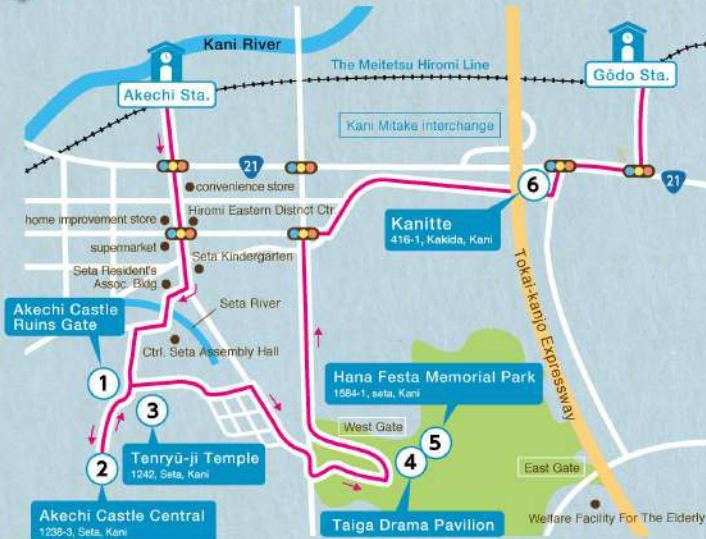 Kani River
The Meitetsu Hiromi Line
Akechi Sta.
Gōdo Sta.
Kani Mitake interchange
21
convenience store
21
6
home improvement store
Hiromi Eastern District Ctr
Kanitte
416-1, Kakida, Kani
supermarket
Seta Kindergarten
Seta Resident's
Assoc. Bldg
Tokai-kanjo Expressway
Seta River
Akechi Castle
Ruins Gate
Ctrl. Seta Assembly Hall
Hana Festa Memorial Park
1584-1, seta, Kani
1
3
West Gate
5
4
Tenryū-ji Temple
1242, Seta, Kani
2
East Gate
Akechi Castle Central
1238-3, Seta, Kani
Taiga Drama Pavilion
Welfare Facility For The Elderly